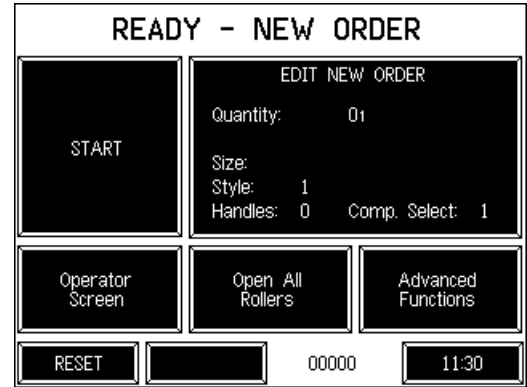 READY - NEW ORDER
EDIT NEW ORDER
Quantity: 01
START
Size:
Style: 1
Handles: 0 Comp. Select: 1
Operator
Screen
Open All
Rollers
Advanced
Functions
RESET
00000
11:30